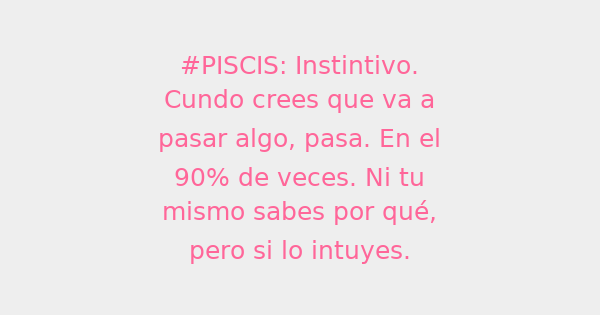 #PISCIS: Instintivo.
Cundo crees que va a
pasar algo, pasa. En el
90% de veces. Ni tu
mismo sabes por qué,
pero si lo intuyes.